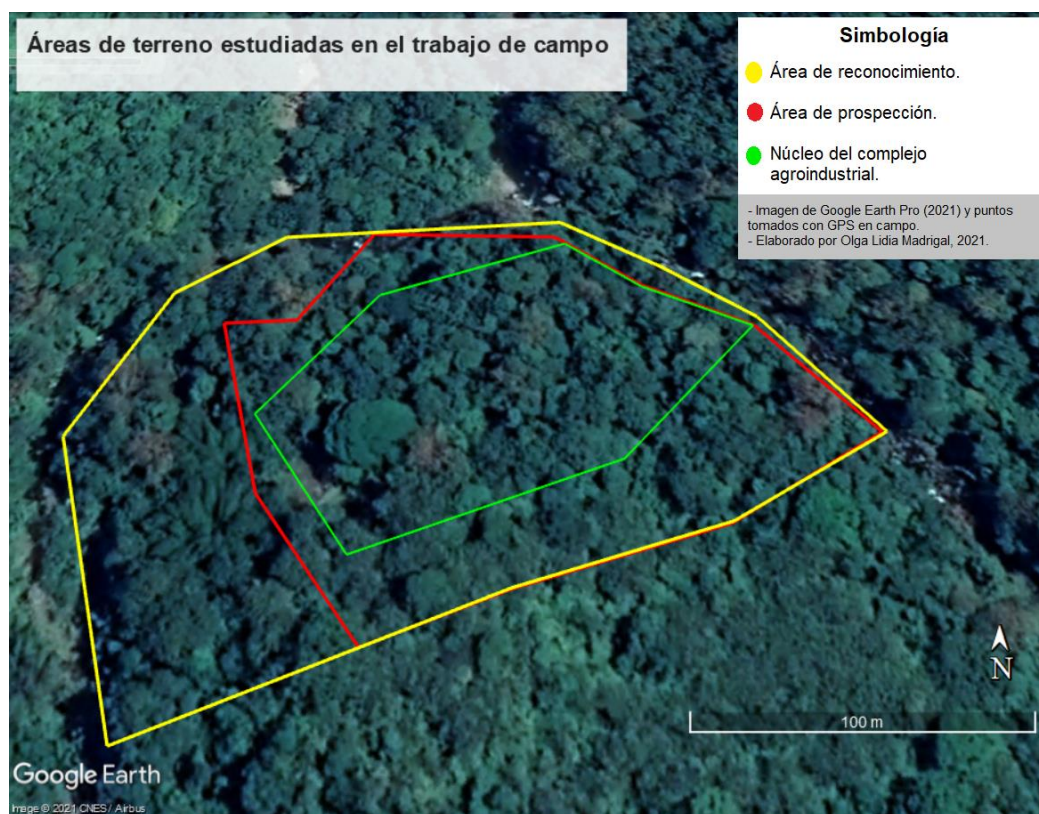 Áreas de terreno estudiadas en el trabajo de campo
Simbología
Área de reconocimiento.
Área de prospección.
Núcleo del complejo
agroindustrial.
- Imagen de Google Earth Pro (2021) y puntos
tomados con GPS en campo.
- Elaborado por Olga Lidia Madrigal, 2021.
N
100 m
Google Earth
Image © 2021 CNES / Airbus